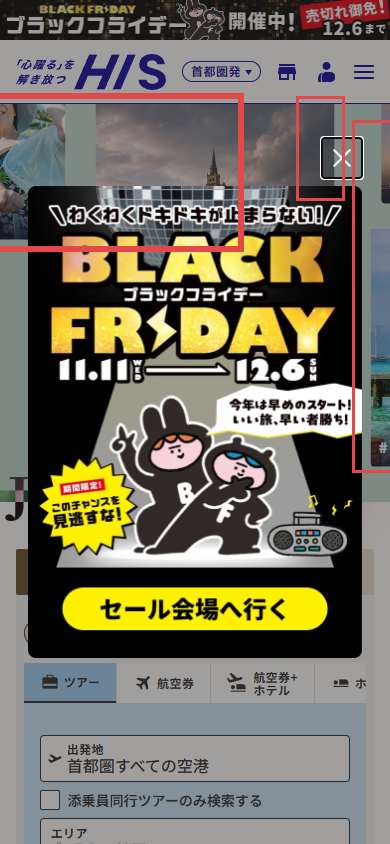 BLACK FRIDAY
ブラックフライデー
開催中!
売切れ御免!
12.6まで
「心躍る」を
解き放つ
HIS
首都圏発
\わくわくドキドキが止まらない!/
BLACK
ブラックフライデー
FRIDAY
11.11 WED 12.6 SUN
今年は早めのスタート!
いい旅、早い者勝ち!
#
B
F
期間限定!
このチャンスを
見逃すな!
J
セール会場へ行く
ツアー
航空券
航空券+
ホテル
ホ
出発地
首都圏すべての空港
添乗員同行ツアーのみ検索する
エリア